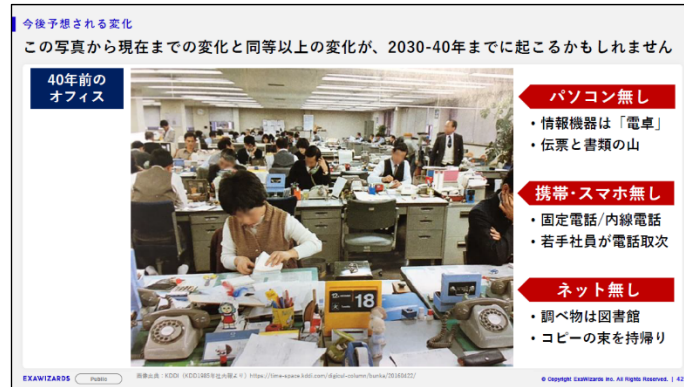 今後予想される変化
この写真から現在までの変化と同等以上の変化が、2030-40年までに起こるかもしれません
40年前の
オフィス
パソコン無し
・情報機器は「電卓」
・伝票と書類の山
携帯・スマホ無し
・固定電話/内線電話
・若手社員が電話取次
ネット無し
・調べ物は図書館
・コピーの束を持帰り
18
EXAWIZARDS
Public
© Copyright ExaWizards Inc. All Rights Reserved.